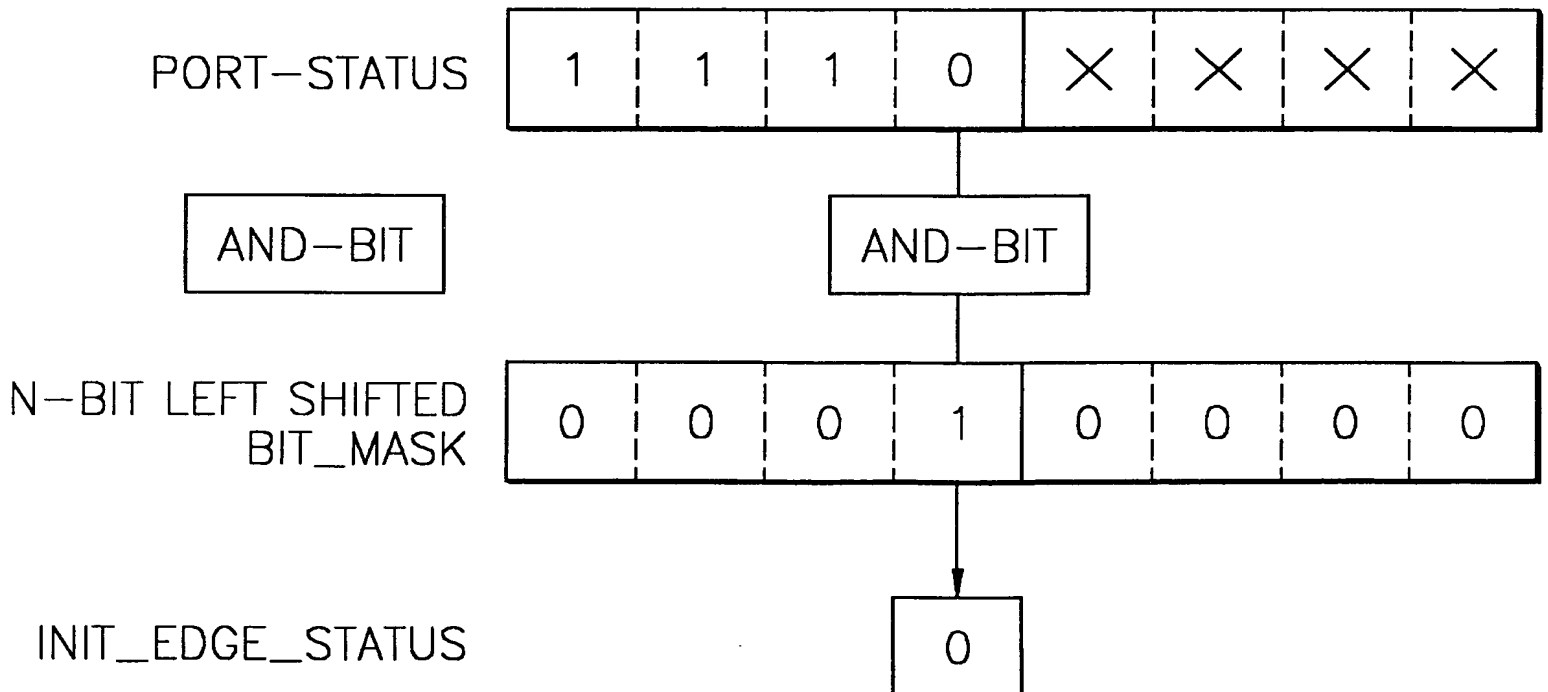 PORT-STATUS 1 1 1 0 X X X X
AND-BIT AND-BIT
N-BIT LEFT SHIFTED
BIT_MASK 0 0 0 1 0 0 0 0
INIT_EDGE_STATUS 0